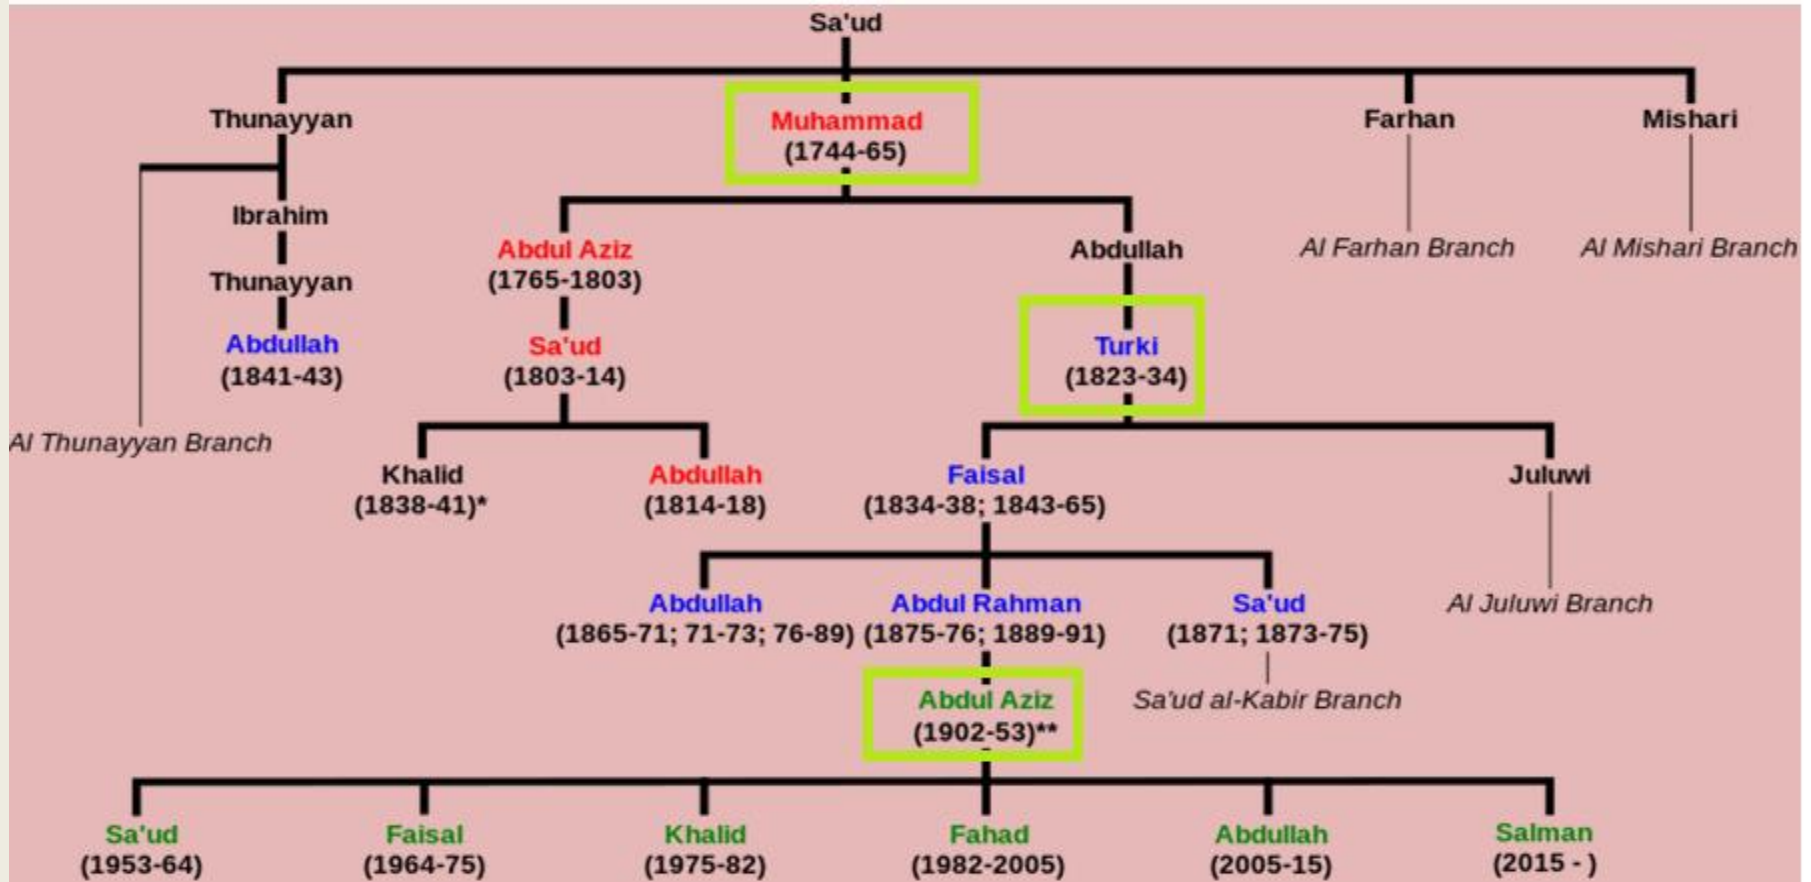 Sa'ud
Thunayyan
Muhammad
(1744-65)
Farhan
Mishari
Ibrahim
Abdul Aziz
(1765-1803)
Abdullah
Al Farhan Branch
Al Mishari Branch
Thunayyan
Abdullah
(1841-43)
Sa'ud
(1803-14)
Turki
(1823-34)
Al Thunayyan Branch
Khalid
(1838-41)*
Abdullah
(1814-18)
Faisal
(1834-38; 1843-65)
Juluwi
Abdullah
(1865-71; 71-73; 76-89)
Abdul Rahman
(1875-76; 1889-91)
Sa'ud
(1871; 1873-75)
Al Juluwi Branch
Abdul Aziz
(1902-53)**
Sa'ud al-Kabir Branch
Sa'ud
(1953-64)
Faisal
(1964-75)
Khalid
(1975-82)
Fahad
(1982-2005)
Abdullah
(2005-15)
Salman
(2015 - )